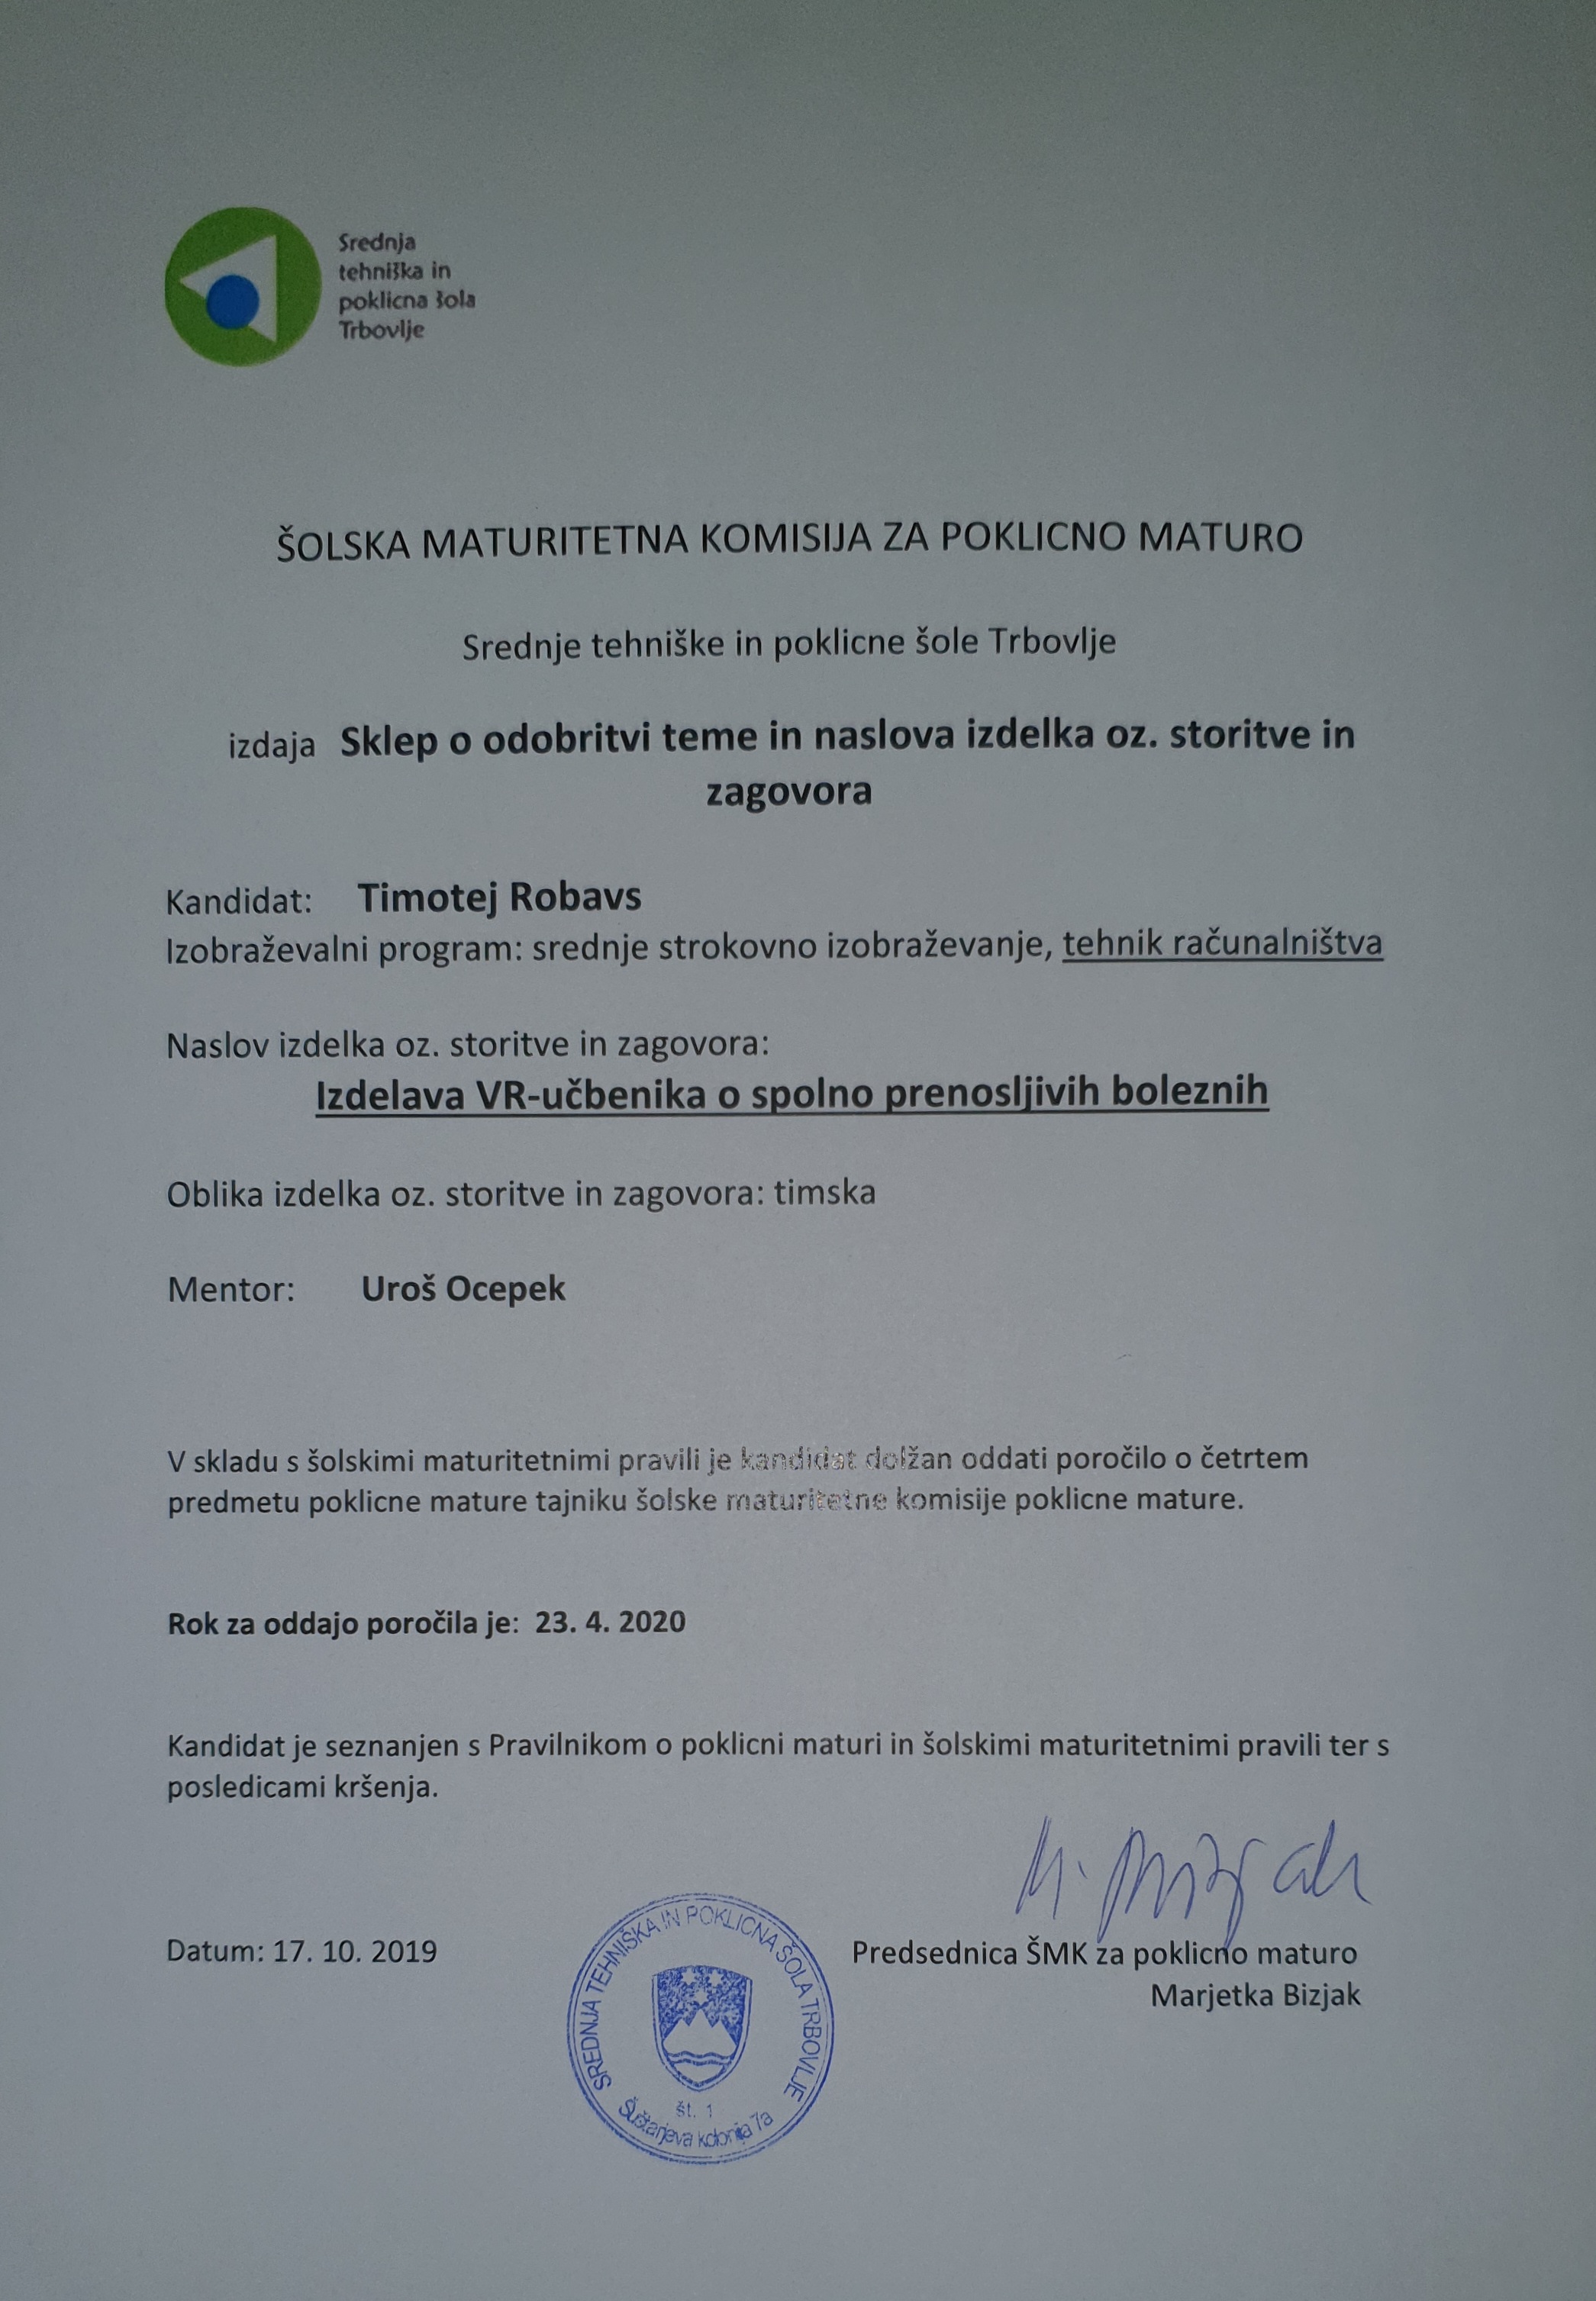 Srednja
tehniška in
poklicna šola
Trbovlje
ŠOLSKA MATURITETNA KOMISIJA ZA POKLICNO MATURO
Srednje tehniške in poklicne šole Trbovlje
izdaja Sklep o odobritvi teme in naslova izdelka oz. storitve in
zagovora
Kandidat: Timotej Robavs
Izobraževalni program: srednje strokovno izobraževanje, tehnik računalništva
Naslov izdelka oz. storitve in zagovora:
Izdelava VR-učbenika o spolno prenosljivih boleznih
Oblika izdelka oz. storitve in zagovora: timska
Mentor: Uroš Ocepek
V skladu s šolskimi maturitetnimi pravili je kandidat dolžan oddati poročilo o četrtem
predmetu poklicne mature tajniku šolske maturitetne komisije poklicne mature.
Rok za oddajo poročila je: 23. 4. 2020
Kandidat je seznanjen s Pravilnikom o poklicni maturi in šolskimi maturitetnimi pravili ter s
posledicami kršenja.
M. Bizjak
Datum: 17. 10. 2019
Predsednica ŠMK za poklicno maturo
Marjetka Bizjak
SREDNJA TEHNIŠKA IN POKLICNA ŠOLA TRBOVLJE
št. 1
Šuštarjeva kolonija 7a